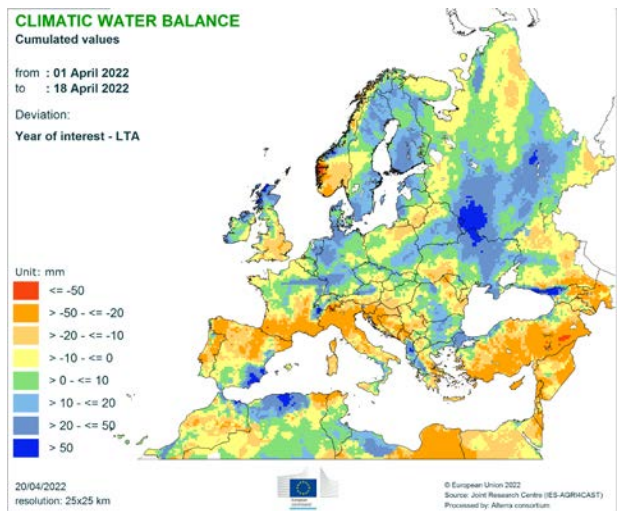 CLIMATIC WATER BALANCE
Cumulated values
from : 01 April 2022
to : 18 April 2022
Deviation:
Year of interest - LTA
Unit: mm
<= -50
> -50 - <= -20
> -20 - <= -10
> -10 - <= 0
> 0 - <= 10
> 10 - <= 20
> 20 - <= 50
> 50
20/04/2022
resolution: 25x25 km
© European Union 2022
Source: Joint Research Centre (IES-AGRI4CAST)
Processed by: Alterra consortium